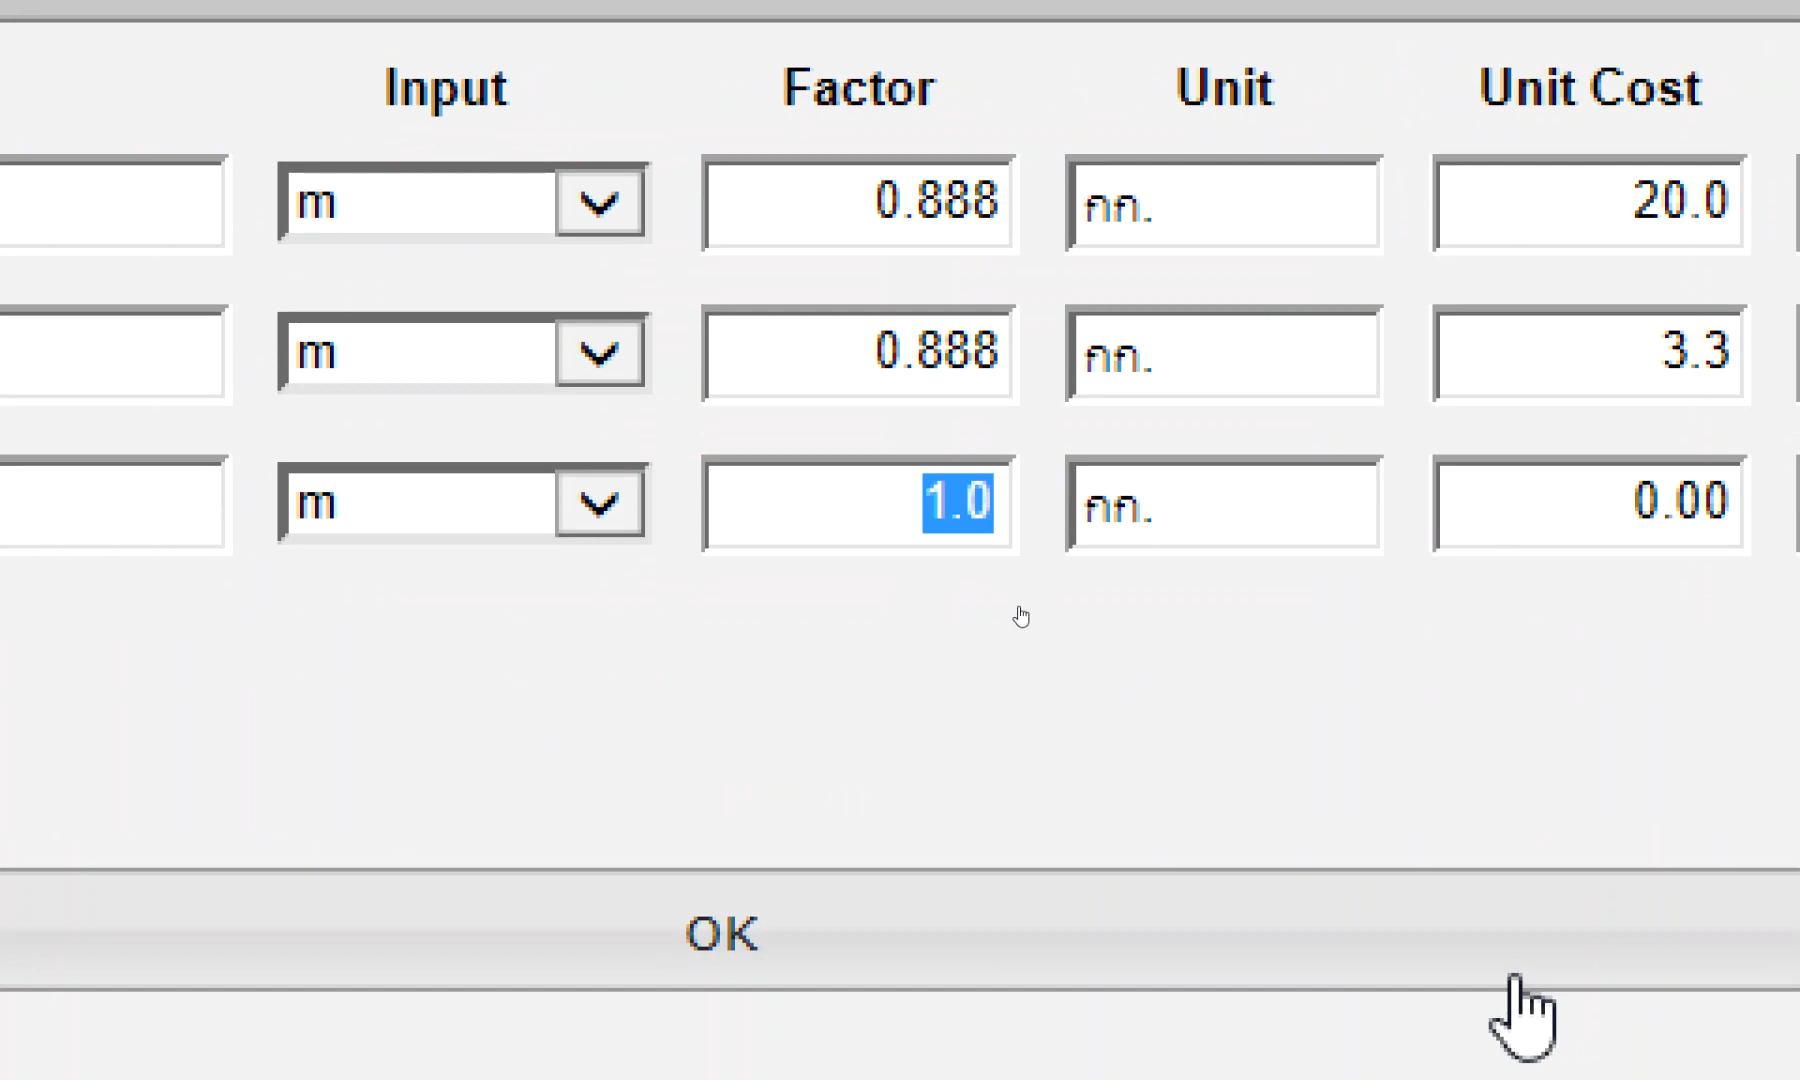 Input Factor Unit Unit Cost
m 0.888 กก. 20.0
m 0.888 กก. 3.3
m 1.0 กก. 0.00
OK